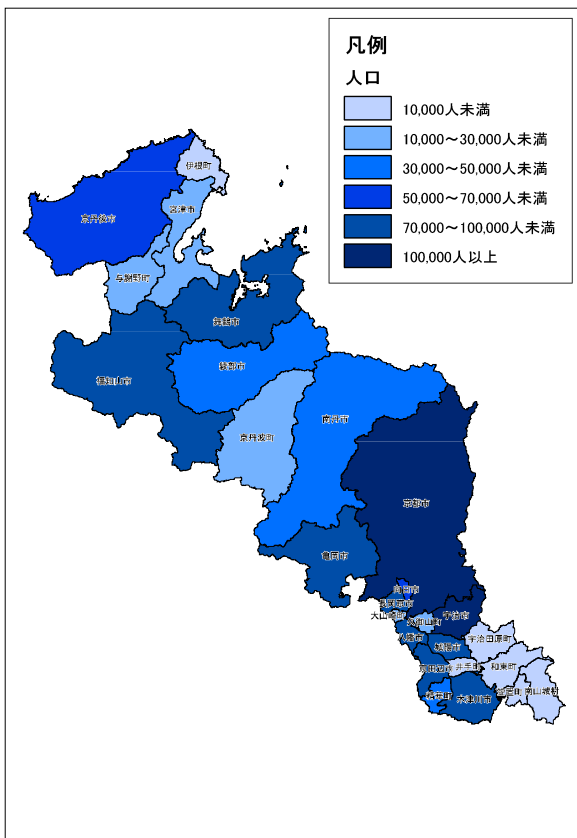 凡例
人口
10,000人未満
10,000～30,000人未満
30,000～50,000人未満
50,000～70,000人未満
70,000～100,000人未満
100,000人以上
伊根町
京丹後市
宮津市
与謝野町
舞鶴市
綾部市
福知山市
南丹市
京丹波町
京都市
亀岡市
向日市
長岡京市
大山崎町
宇治市
久御山町
宇治田原町
八幡市
城陽市
京田辺市
井手町
和東町
笠置町
南山城村
精華町
木津川市